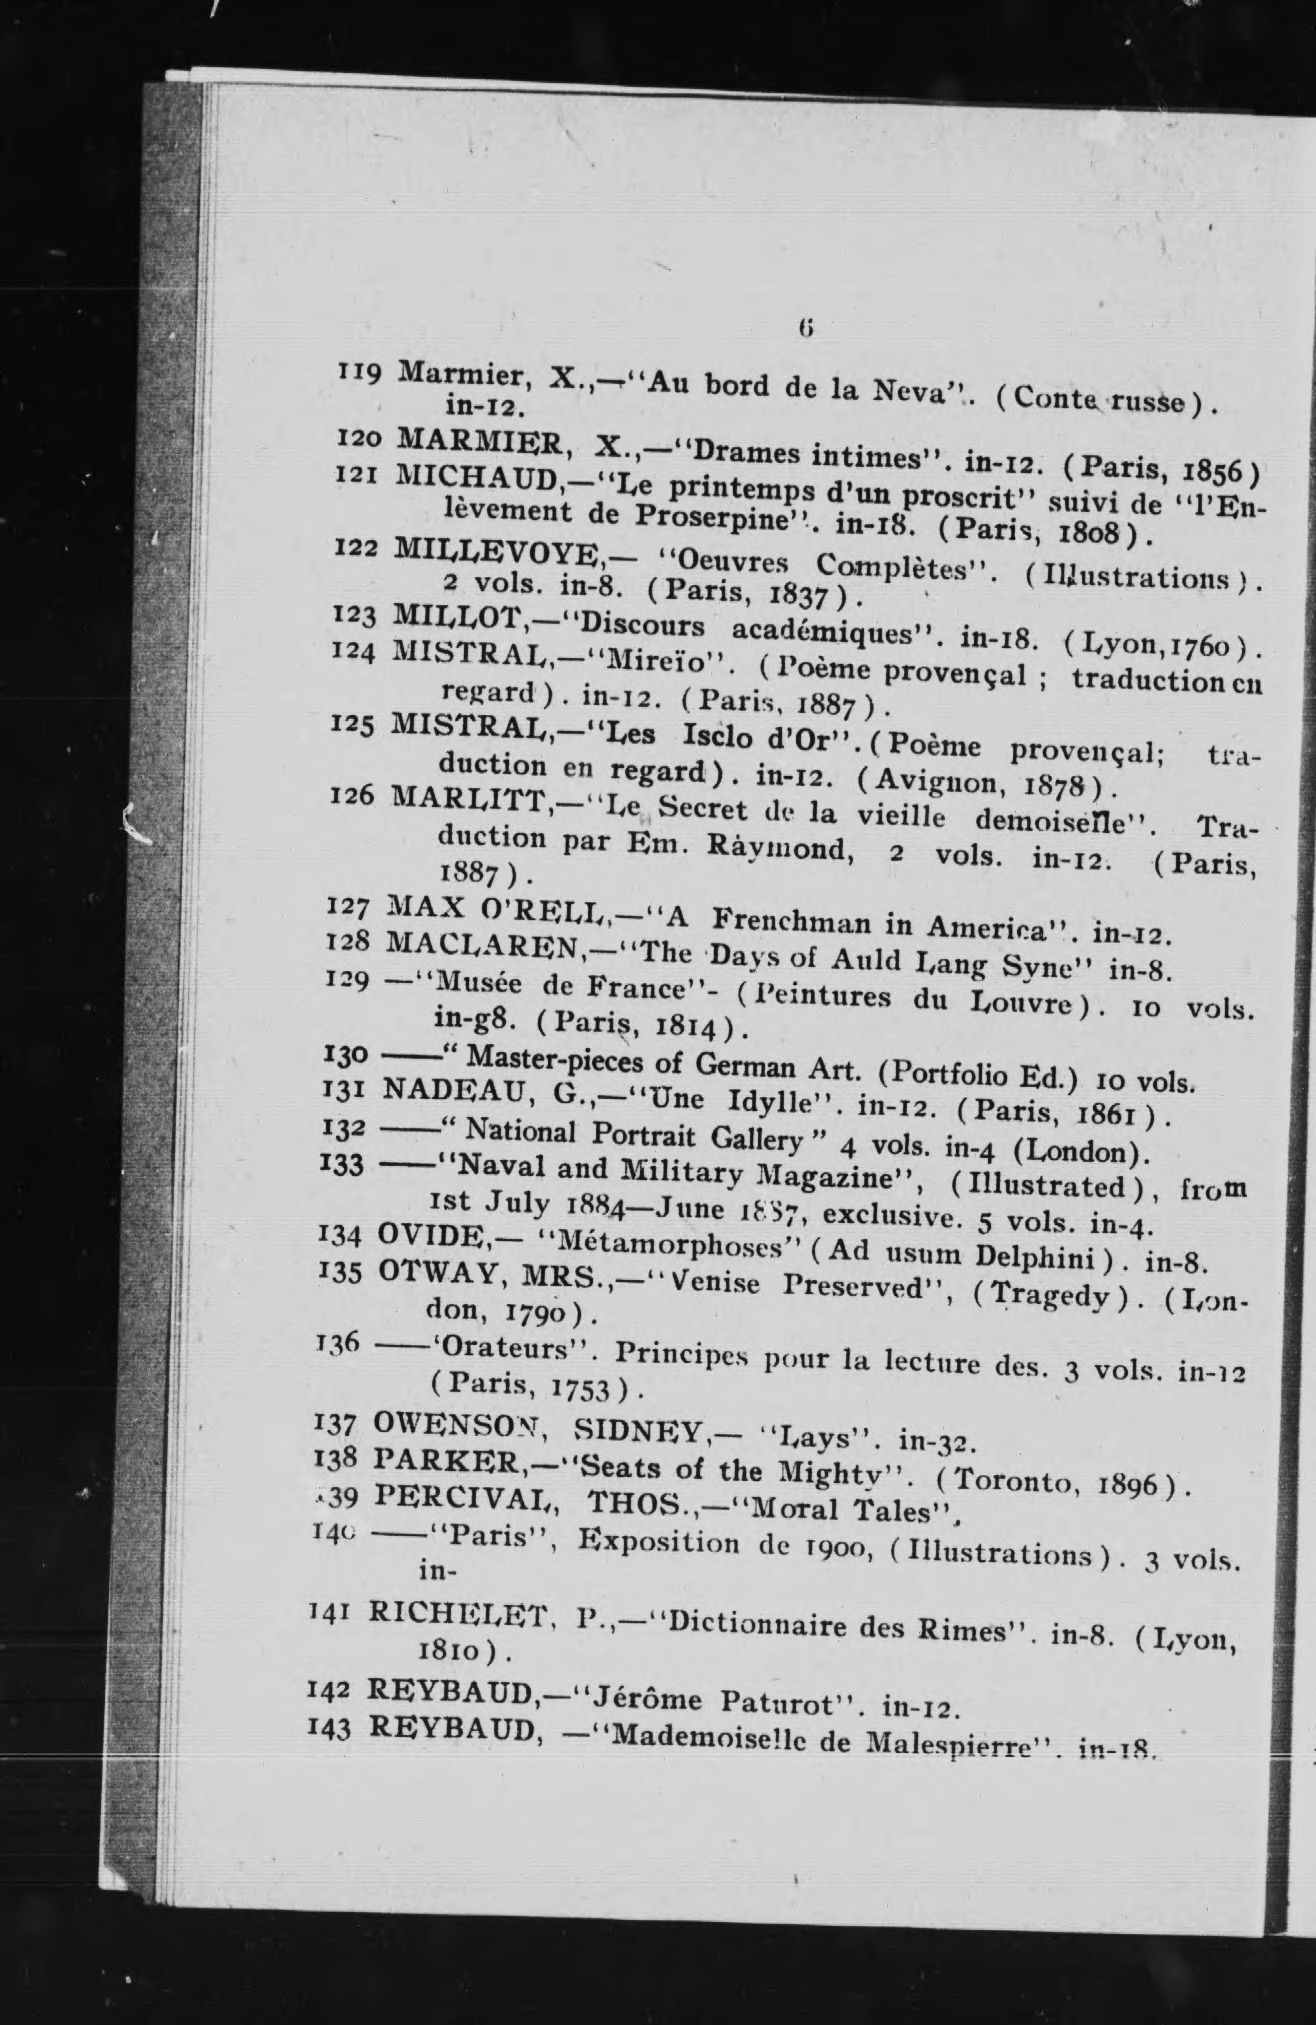 6
119 Marmier, X.,—"Au bord de la Neva". (Conte russe).
in-12.
120 MARMIER, X.,—"Drames intimes". in-12. (Paris, 1856)
121 MICHAUD,—"Le printemps d'un proscrit" suivi de "l'En-
lèvement de Proserpine". in-18. (Paris, 1808).
122 MILLEVOYE,— "Oeuvres Complètes". (Illustrations).
2 vols. in-8. (Paris, 1837).
123 MILLOT,—"Discours académiques". in-18. (Lyon, 1760).
124 MISTRAL,—"Mireïo". (Poème provençal ; traduction en
regard). in-12. (Paris, 1887).
125 MISTRAL,—"Les Isclo d'Or". (Poème provençal; tra-
duction en regard). in-12. (Avignon, 1878).
126 MARLITT,—"Le Secret de la vieille demoiselle". Tra-
duction par Em. Raymond, 2 vols. in-12. (Paris,
1887).
127 MAX O'RELL,—"A Frenchman in America". in-12.
128 MACLAREN,—"The Days of Auld Lang Syne" in-8.
129 —"Musée de France"- (Peintures du Louvre). 10 vols.
in-g8. (Paris, 1814).
130 ——" Master-pieces of German Art. (Portfolio Ed.) 10 vols.
131 NADEAU, G.,—"Une Idylle". in-12. (Paris, 1861).
132 ——" National Portrait Gallery" 4 vols. in-4 (London).
133 ——"Naval and Military Magazine", (Illustrated), from
1st July 1884—June 1887, exclusive. 5 vols. in-4.
134 OVIDE,— "Métamorphoses" (Ad usum Delphini). in-8.
135 OTWAY, MRS.,—"Venise Preserved", (Tragedy). (Lon-
don, 1790).
136 ——'Orateurs". Principes pour la lecture des. 3 vols. in-12
(Paris, 1753).
137 OWENSON, SIDNEY,— "Lays". in-32.
138 PARKER,—"Seats of the Mighty". (Toronto, 1896).
39 PERCIVAL, THOS.,—"Moral Tales".
140 ——"Paris", Exposition de 1900, (Illustrations). 3 vols.
in-
141 RICHELET, P.,—"Dictionnaire des Rimes". in-8. (Lyon,
1810).
142 REYBAUD,—"Jérôme Paturot". in-12.
143 REYBAUD, —"Mademoiselle de Malespierre". in-18.